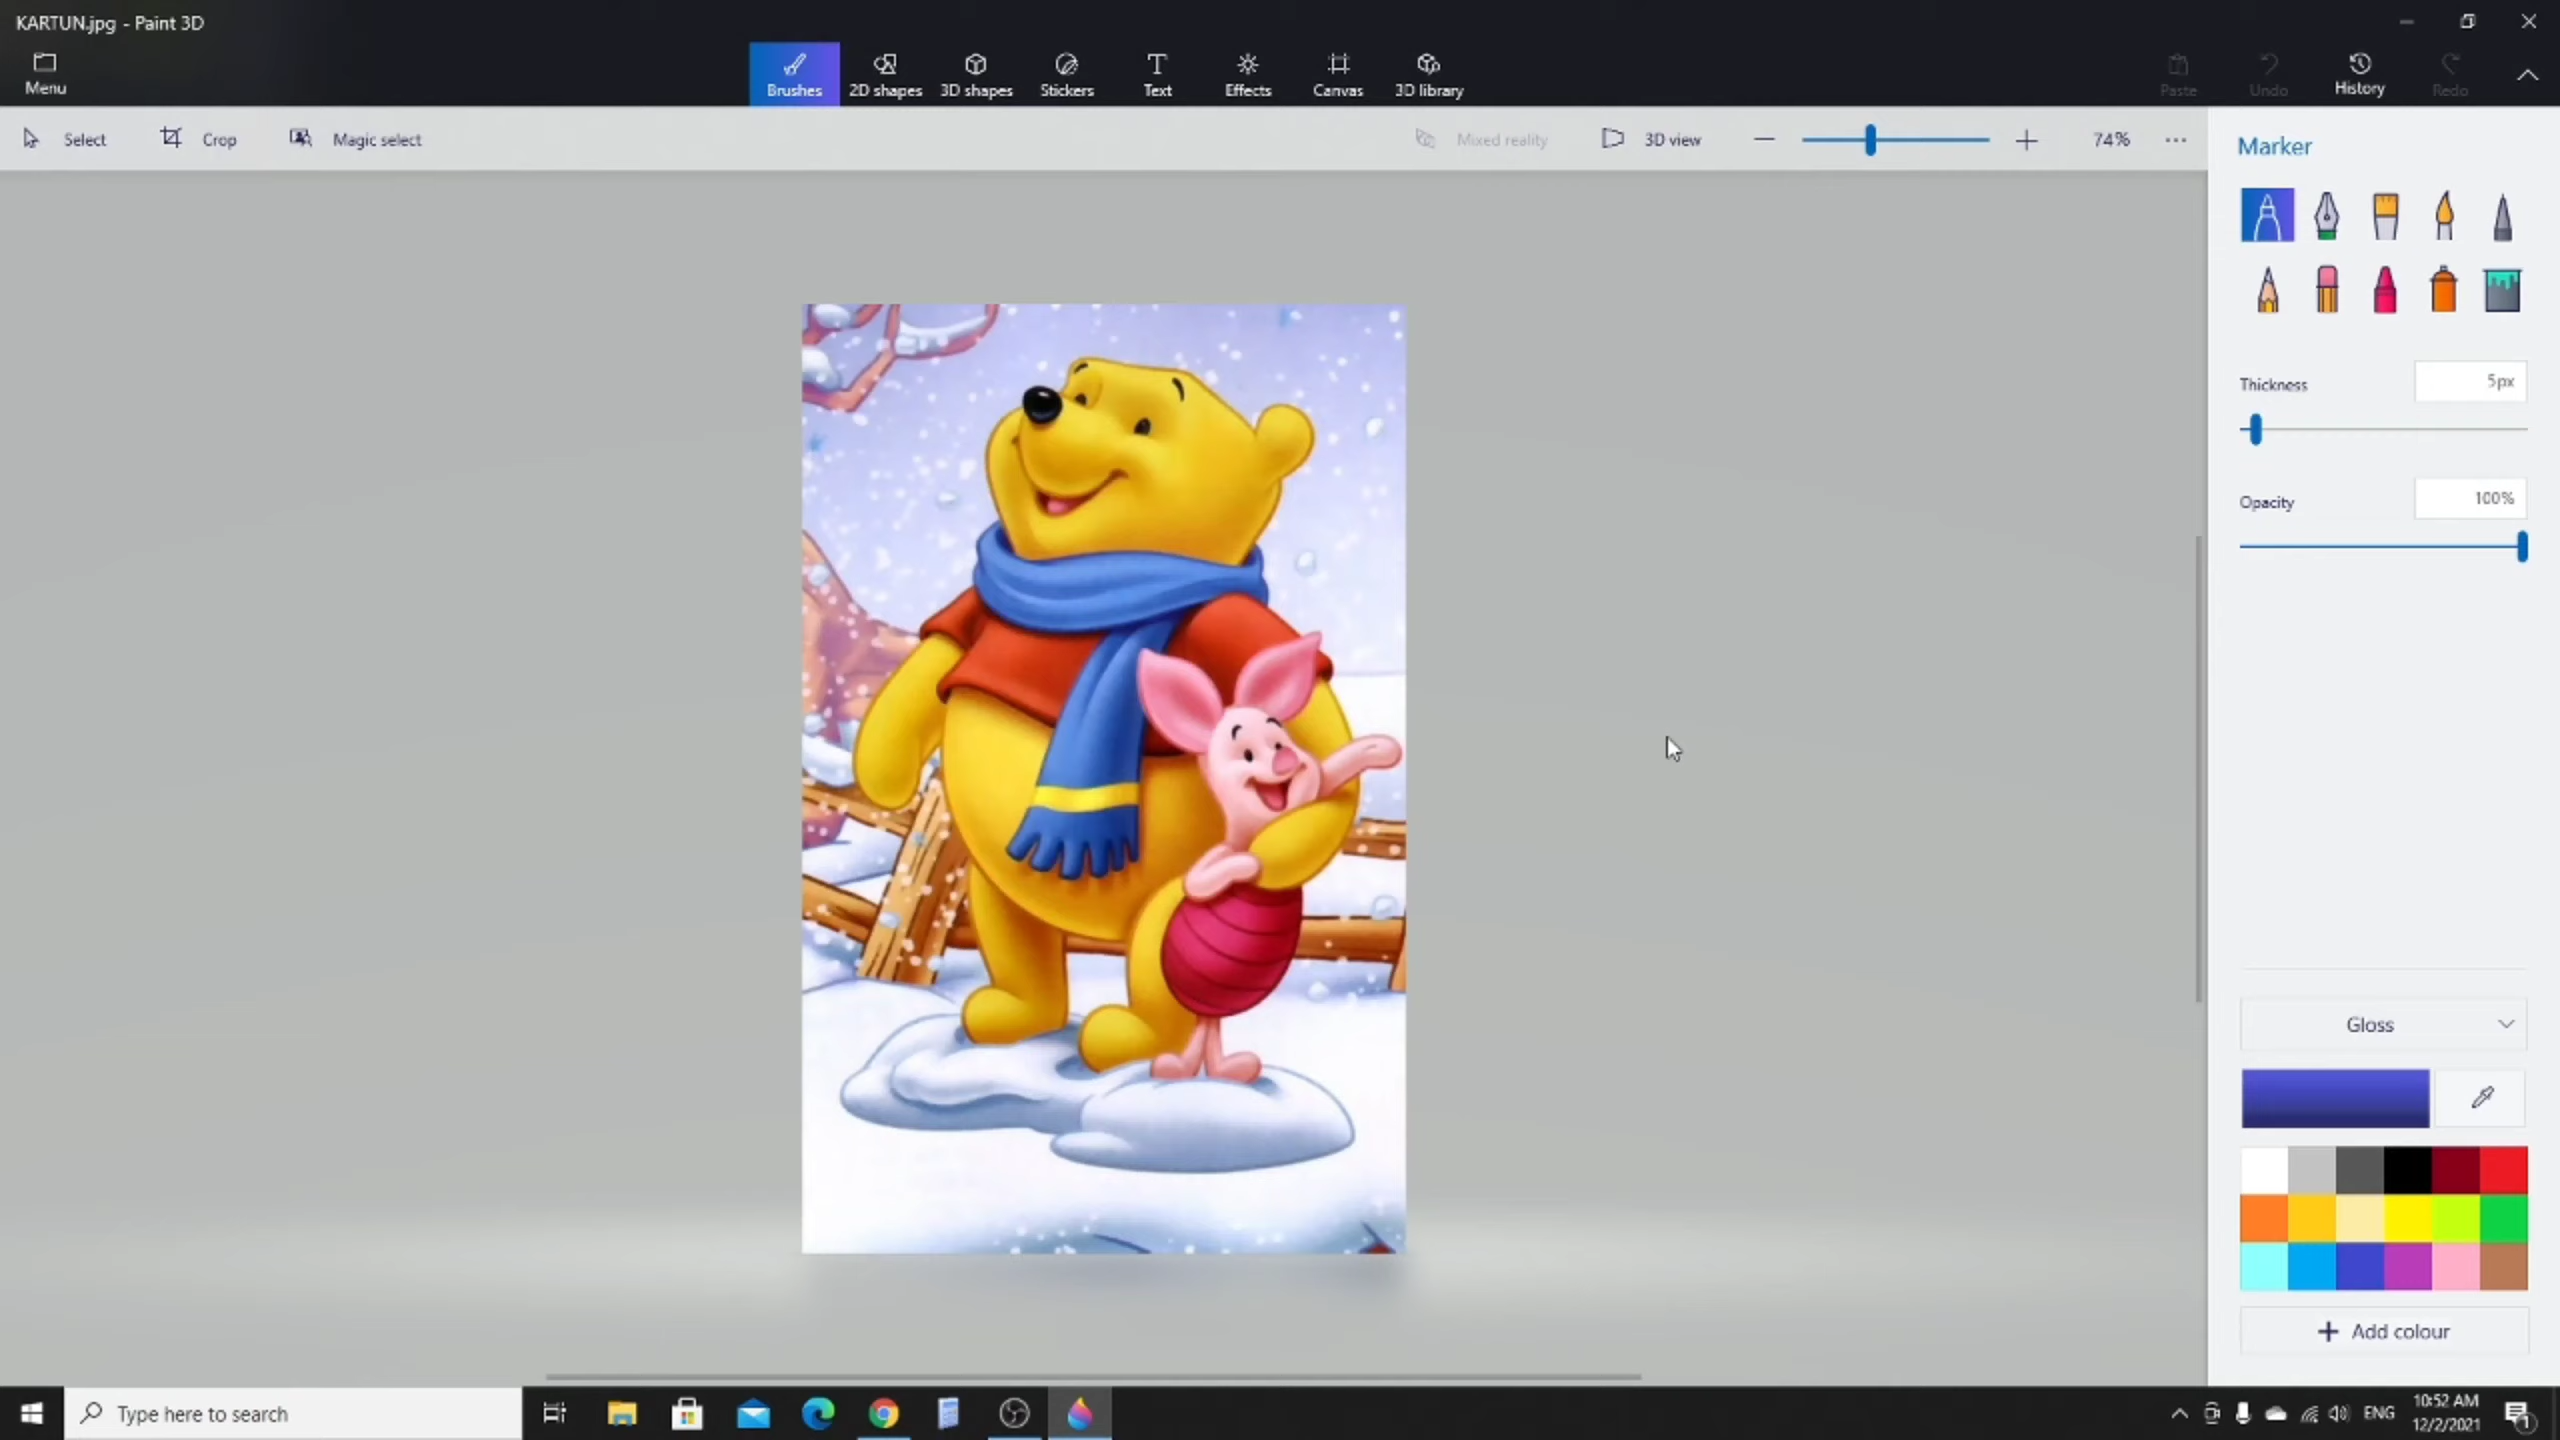 KARTUN.jpg - Paint 3D
Menu
Brushes
2D shapes
3D shapes
Stickers
Text
Effects
Canvas
3D library
Paste
Undo
History
Redo
Select
Crop
Magic select
Mixed reality
3D view
74%
Marker
Thickness
5px
Opacity
100%
Gloss
Add colour
Type here to search
ENG
10:52 AM
12/2/2021
1